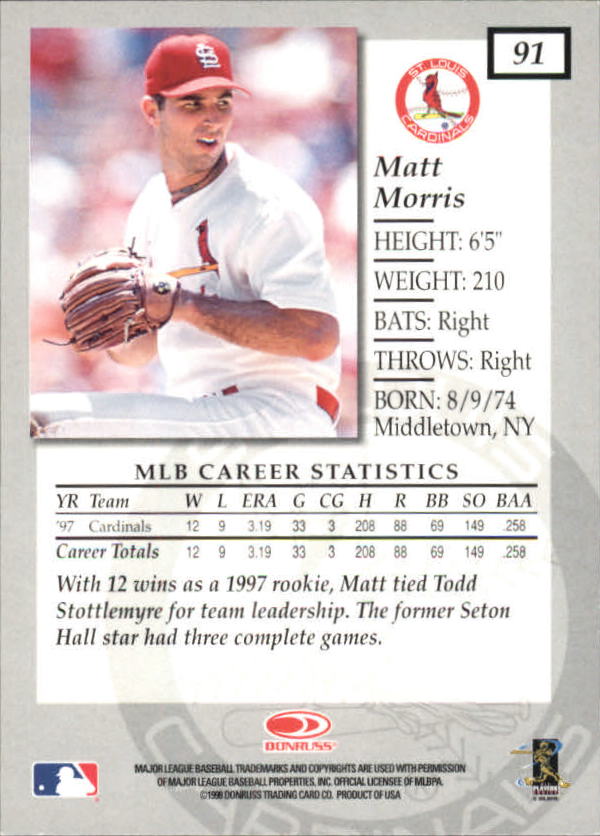 91
ST. LOUIS
CARDINALS
Matt
Morris
HEIGHT: 6'5"
WEIGHT: 210
BATS: Right
THROWS: Right
BORN: 8/9/74
Middletown, NY
MLB CAREER STATISTICS
YR Team W L ERA G CG H R BB SO BAA
'97 Cardinals 12 9 3.19 33 3 208 88 69 149 .258
Career Totals 12 9 3.19 33 3 208 88 69 149 .258
With 12 wins as a 1997 rookie, Matt tied Todd
Stottlemyre for team leadership. The former Seton
Hall star had three complete games.
DONRUSS
MAJOR LEAGUE BASEBALL TRADEMARKS AND COPYRIGHTS ARE USED WITH PERMISSION
OF MAJOR LEAGUE BASEBALL PROPERTIES, INC. OFFICIAL LICENSEE OF MLBPA.
©1998 DONRUSS TRADING CARD CO. PRODUCT OF USA